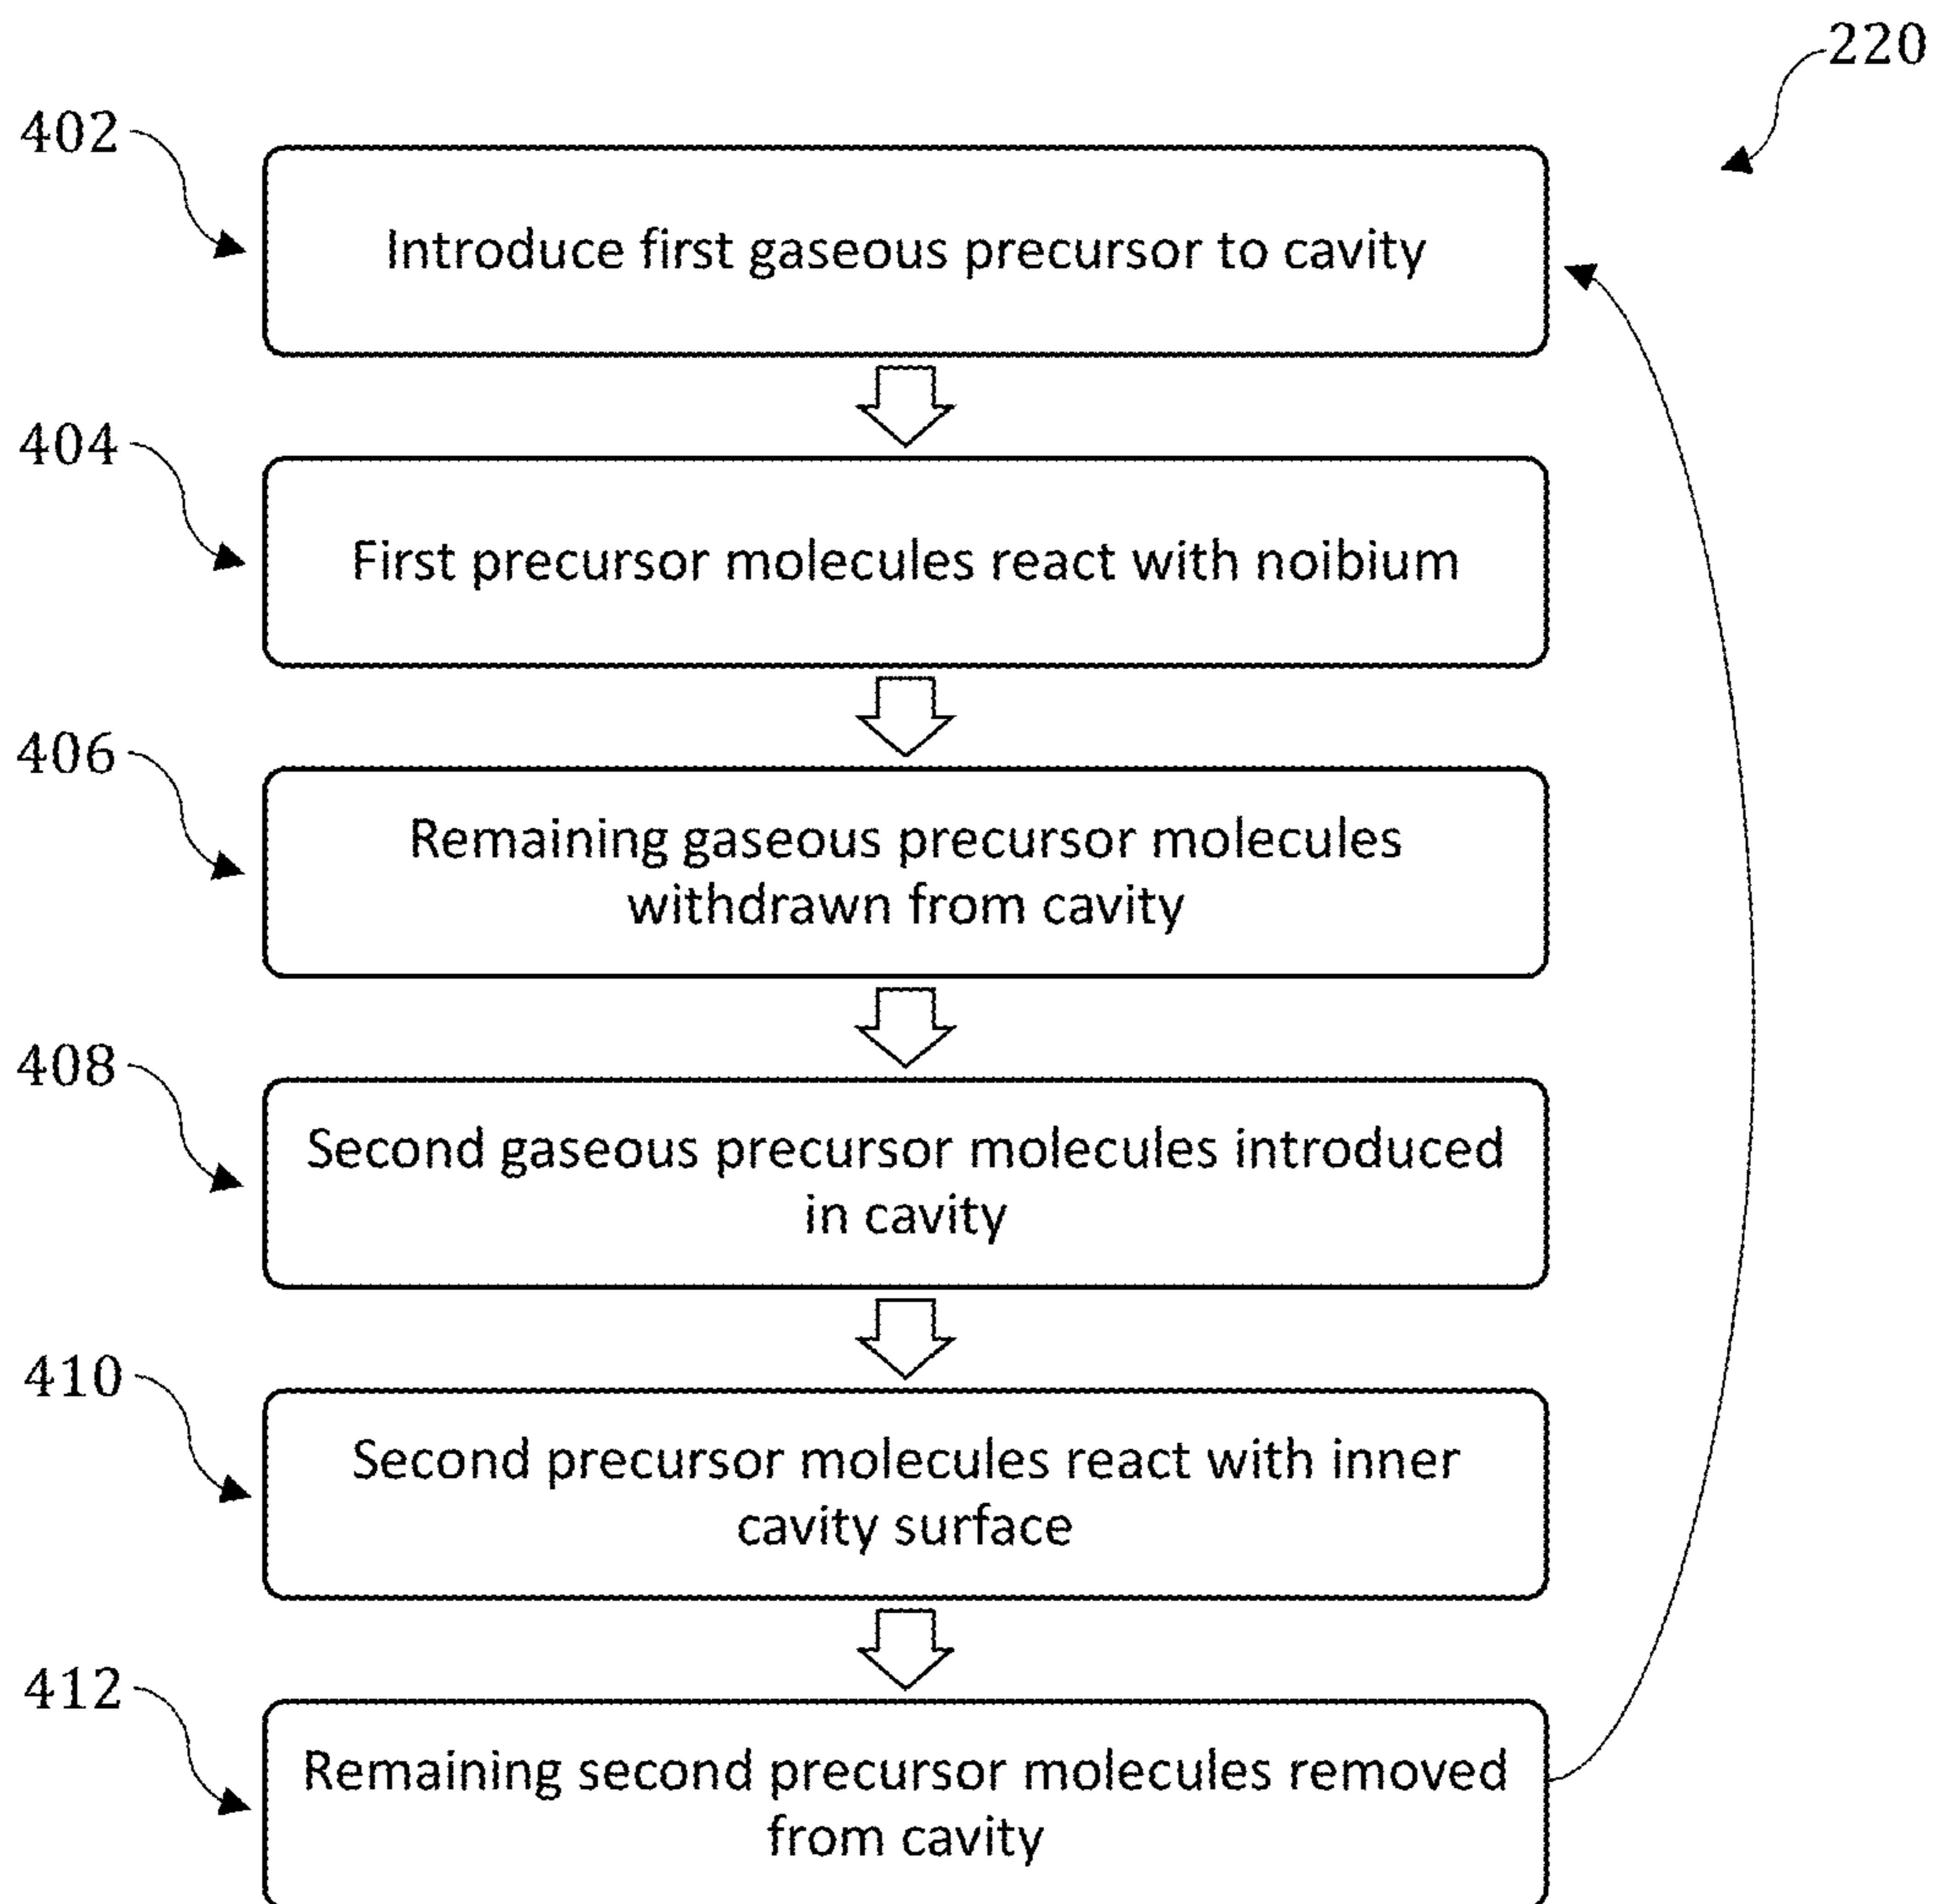 220
402
Introduce first gaseous precursor to cavity
404
First precursor molecules react with noibium
406
Remaining gaseous precursor molecules
withdrawn from cavity
408
Second gaseous precursor molecules introduced
in cavity
410
Second precursor molecules react with inner
cavity surface
412
Remaining second precursor molecules removed
from cavity